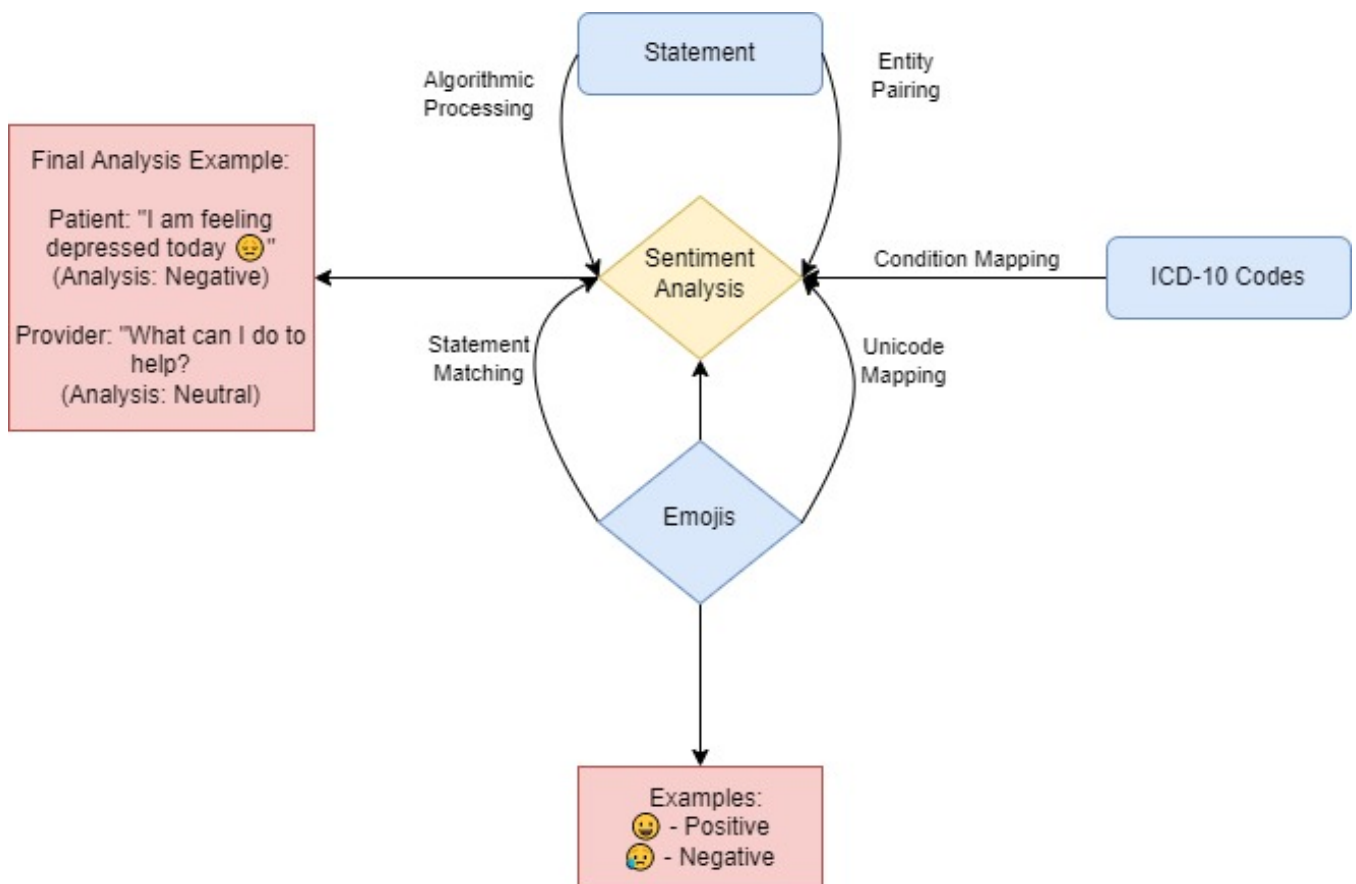 Statement
Algorithmic
Processing
Entity
Pairing
Final Analysis Example:
Patient: "I am feeling
depressed today 😔"
(Analysis: Negative)
Provider: "What can I do to
help?
(Analysis: Neutral)
Sentiment
Analysis
Condition Mapping
ICD-10 Codes
Statement
Matching
Unicode
Mapping
Emojis
Examples:
😀 - Positive
😥 - Negative